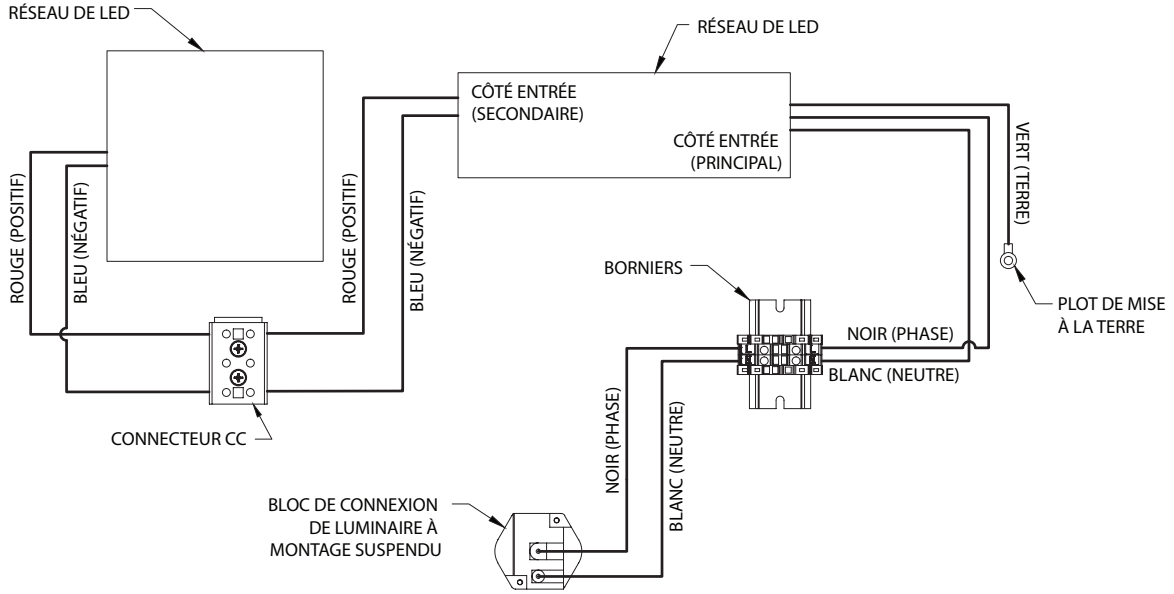 RÉSEAU DE LED
RÉSEAU DE LED
CÔTÉ ENTRÉE
(SECONDAIRE)
CÔTÉ ENTRÉE
(PRINCIPAL)
ROUGE (POSITIF)
BLEU (NÉGATIF)
ROUGE (POSITIF)
BLEU (NÉGATIF)
VERT (TERRE)
BORNIERS
PLOT DE MISE
À LA TERRE
NOIR (PHASE)
BLANC (NEUTRE)
CONNECTEUR CC
NOIR (PHASE)
BLANC (NEUTRE)
BLOC DE CONNEXION
DE LUMINAIRE À
MONTAGE SUSPENDU